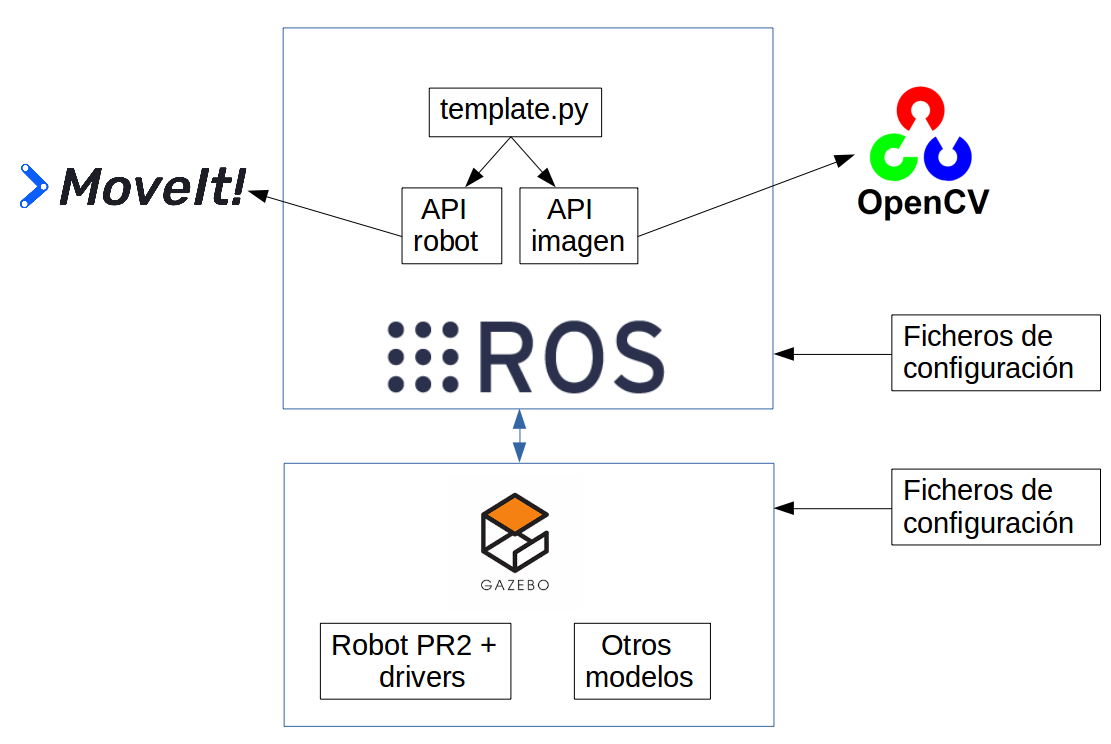 template.py
MoveIt!
API
robot
API
imagen
OpenCV
ROS
Ficheros de
configuración
Ficheros de
configuración
GAZEBO
Robot PR2 +
drivers
Otros
modelos